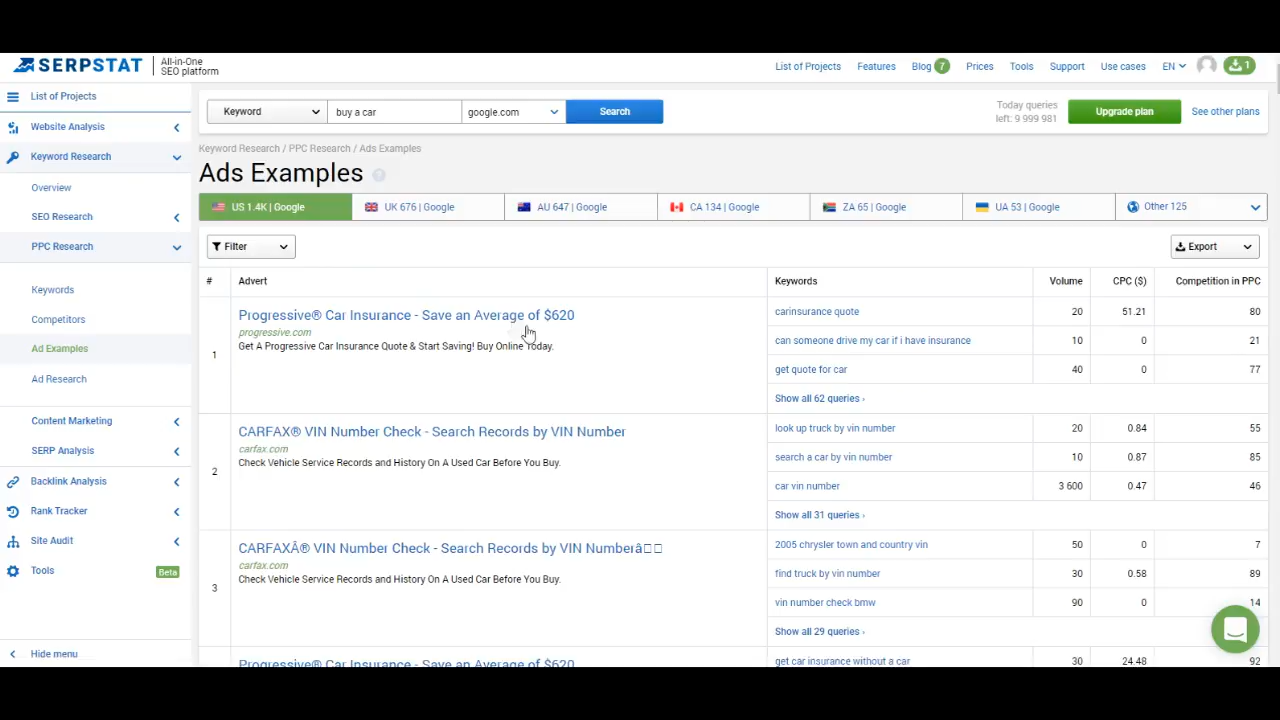 SERPSTAT
All-in-One
SEO platform
List of Projects
Features
Blog 7
Prices
Tools
Support
Use cases
EN
1
List of Projects
Website Analysis
Keyword Research
Overview
SEO Research
PPC Research
Keywords
Competitors
Ad Examples
Ad Research
Content Marketing
SERP Analysis
Backlink Analysis
Rank Tracker
Site Audit
Tools
Beta
Hide menu
Keyword
buy a car
google.com
Search
Today queries
left: 9 999 981
Upgrade plan
See other plans
Keyword Research / PPC Research / Ads Examples
Ads Examples ?
US 1.4K | Google
UK 676 | Google
AU 647 | Google
CA 134 | Google
ZA 65 | Google
UA 53 | Google
Other 125
Filter
Export
# Advert Keywords Volume CPC ($) Competition in PPC
1
Progressive® Car Insurance - Save an Average of $620
progressive.com
Get A Progressive Car Insurance Quote & Start Saving! Buy Online Today.
carinsurance quote 20 51.21 80
can someone drive my car if i have insurance 10 0 21
get quote for car 40 0 77
Show all 62 queries ›
2
CARFAX® VIN Number Check - Search Records by VIN Number
carfax.com
Check Vehicle Service Records and History On A Used Car Before You Buy.
look up truck by vin number 20 0.84 55
search a car by vin number 10 0.87 85
car vin number 3 600 0.47 46
Show all 31 queries ›
3
CARFAXÂ® VIN Number Check - Search Records by VIN Numberâ□□
carfax.com
Check Vehicle Service Records and History On A Used Car Before You Buy.
2005 chrysler town and country vin 50 0 7
find truck by vin number 30 0.58 89
vin number check bmw 90 0 14
Show all 29 queries ›
Progressive® Car Insurance - Save an Average of $620
get car insurance without a car 30 24.48 92